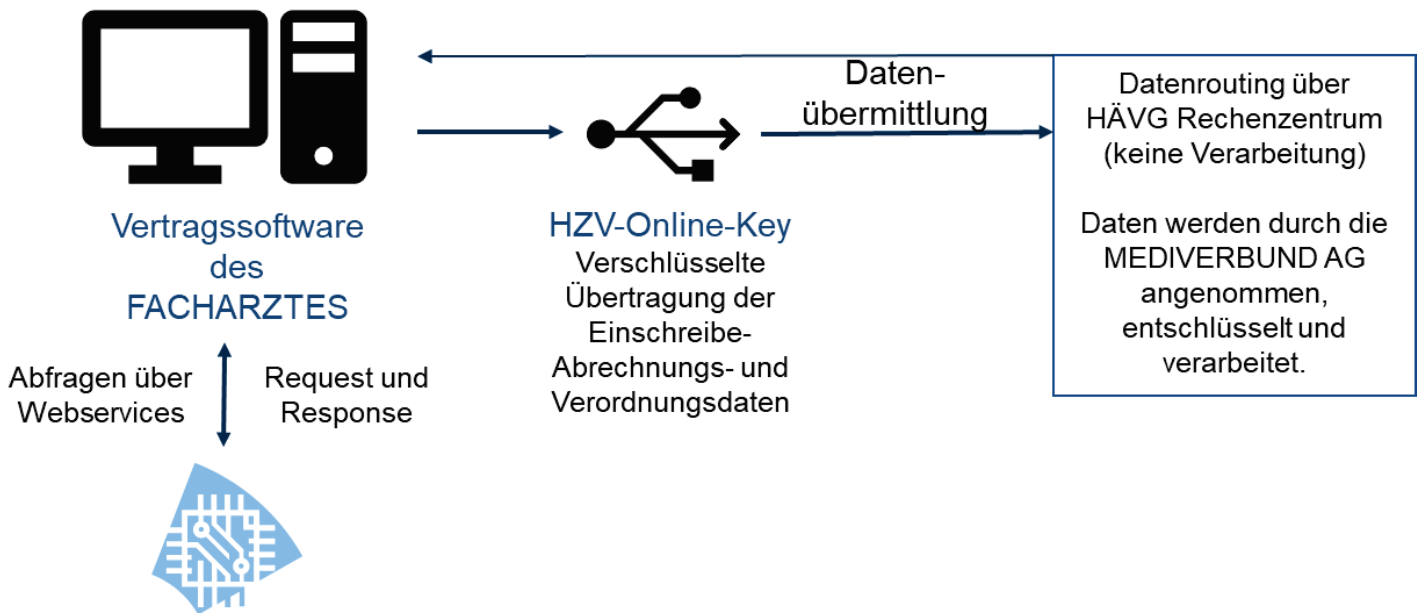 Vertragssoftware
des
FACHARZTES
Abfragen über
Webservices
Request und
Response
HZV-Online-Key
Verschlüsselte
Übertragung der
Einschreibe-
Abrechnungs- und
Verordnungsdaten
Daten-
übermittlung
Datenrouting über
HÄVG Rechenzentrum
(keine Verarbeitung)
Daten werden durch die
MEDIVERBUND AG
angenommen,
entschlüsselt und
verarbeitet.